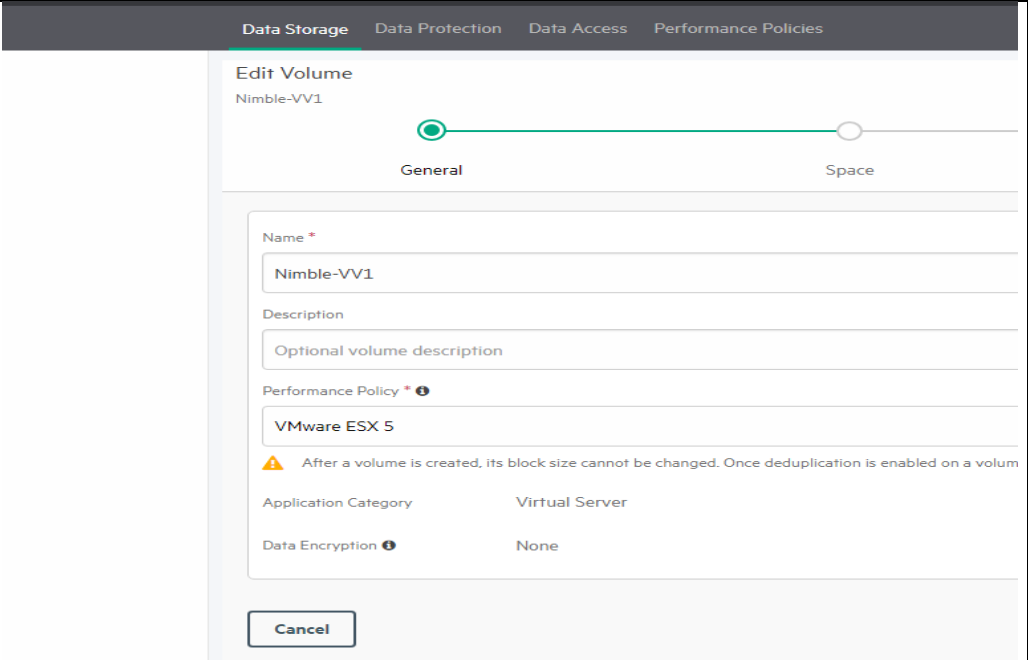 Data Storage Data Protection Data Access Performance Policies
Edit Volume
Nimble-VV1
General Space
Name *
Nimble-VV1
Description
Optional volume description
Performance Policy *
VMware ESX 5
After a volume is created, its block size cannot be changed. Once deduplication is enabled on a volum
Application Category Virtual Server
Data Encryption None
Cancel